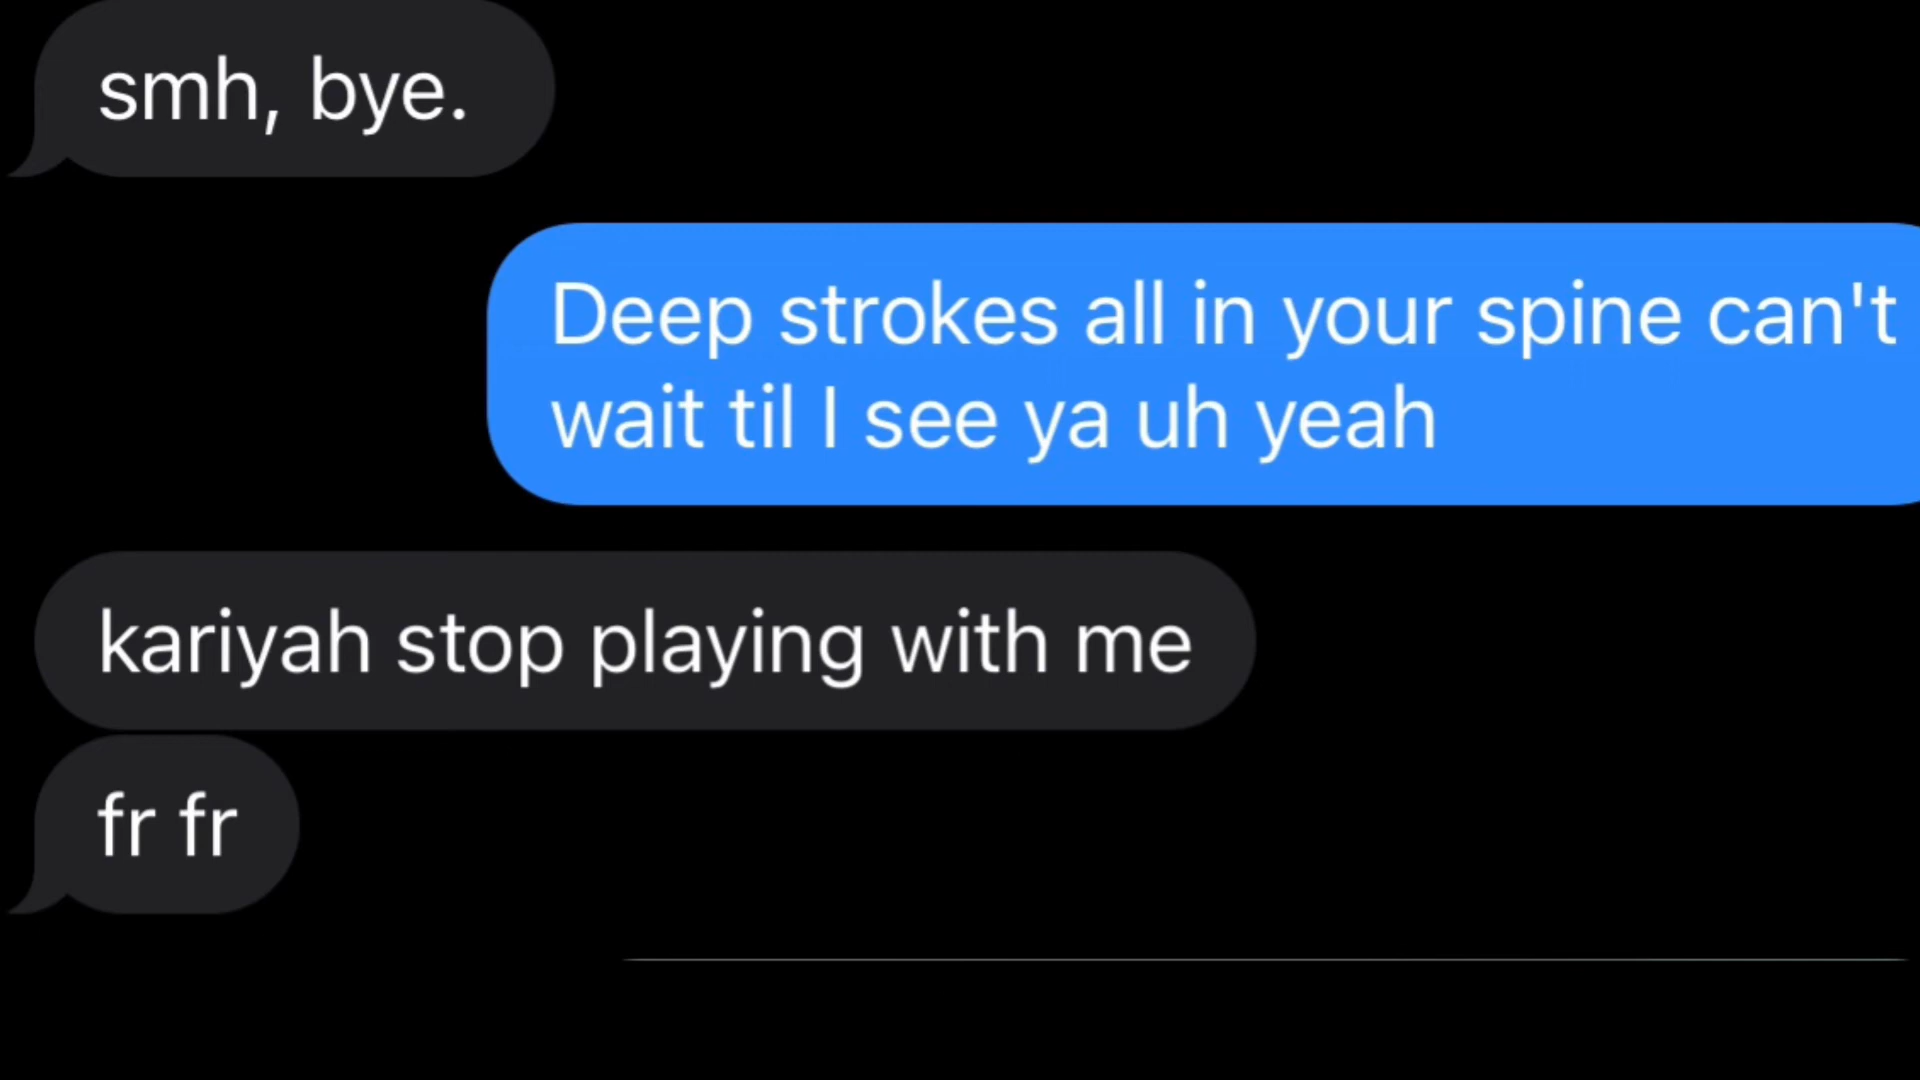 smh, bye.
Deep strokes all in your spine can't
wait til I see ya uh yeah
kariyah stop playing with me
fr fr